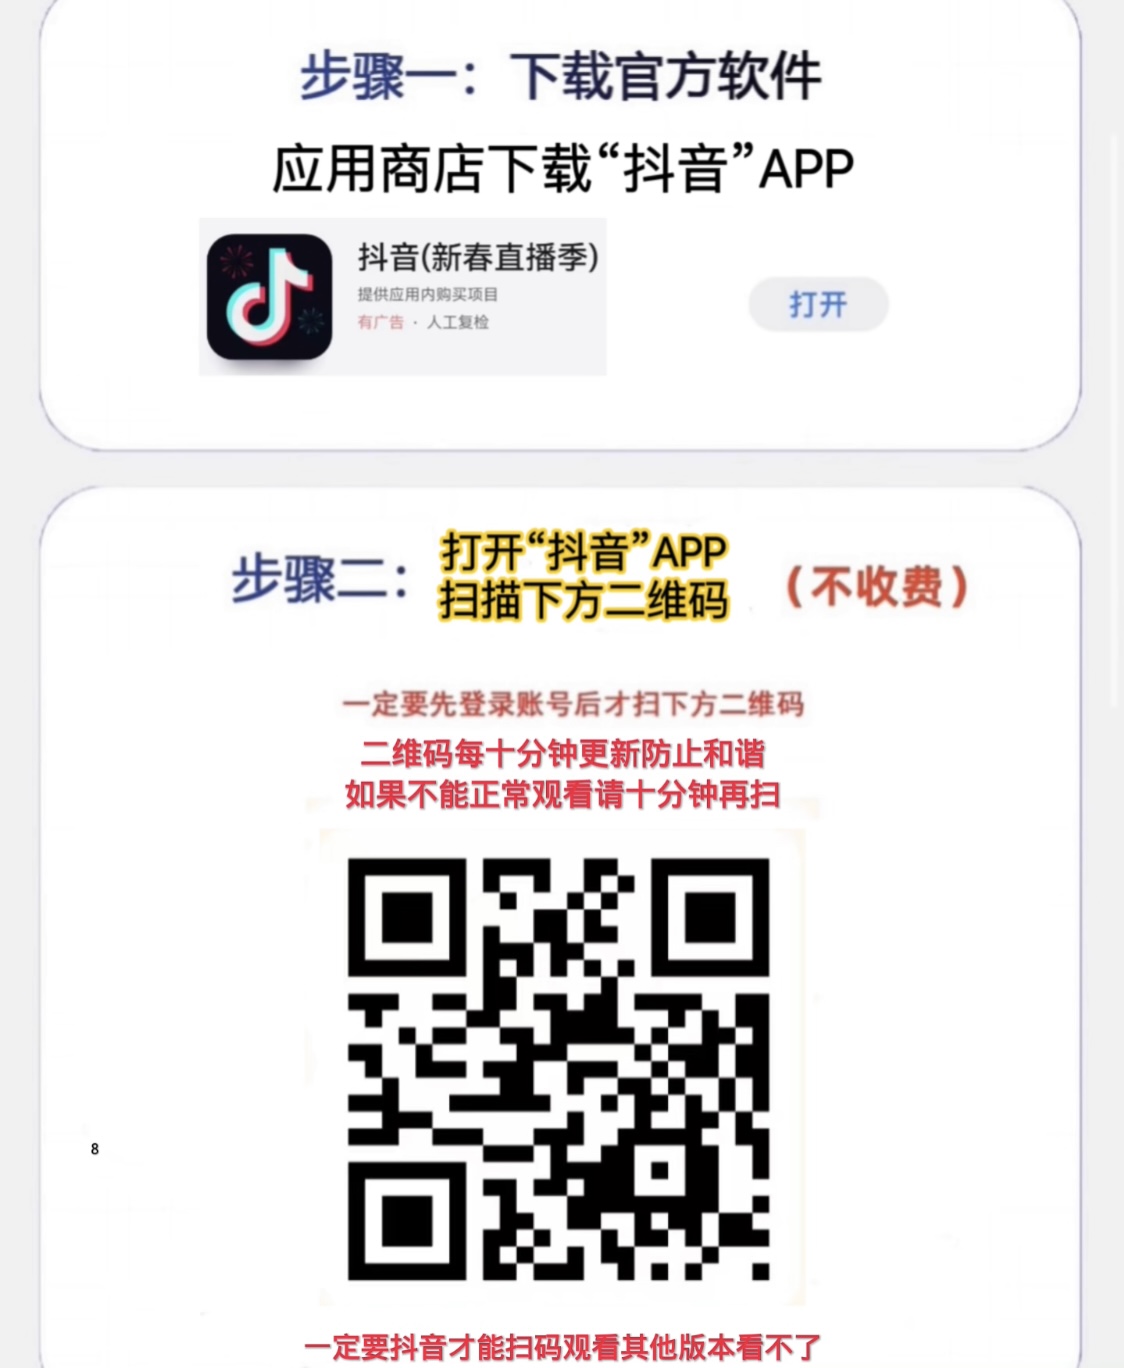 步骤一：下载官方软件
应用商店下载“抖音”APP
抖音(新春直播季)
提供应用内购买项目
有广告 · 人工复检
打开
步骤二：
打开“抖音”APP
扫描下方二维码
（不收费）
一定要先登录账号后才扫下方二维码
二维码每十分钟更新防止和谐
如果不能正常观看请十分钟再扫
8
一定要抖音才能扫码观看其他版本看不了